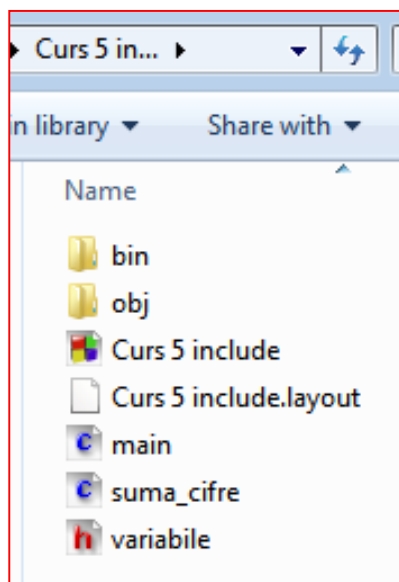 Curs 5 in...
n library Share with
Name
bin
obj
Curs 5 include
Curs 5 include.layout
c main
c suma_cifre
h variabile